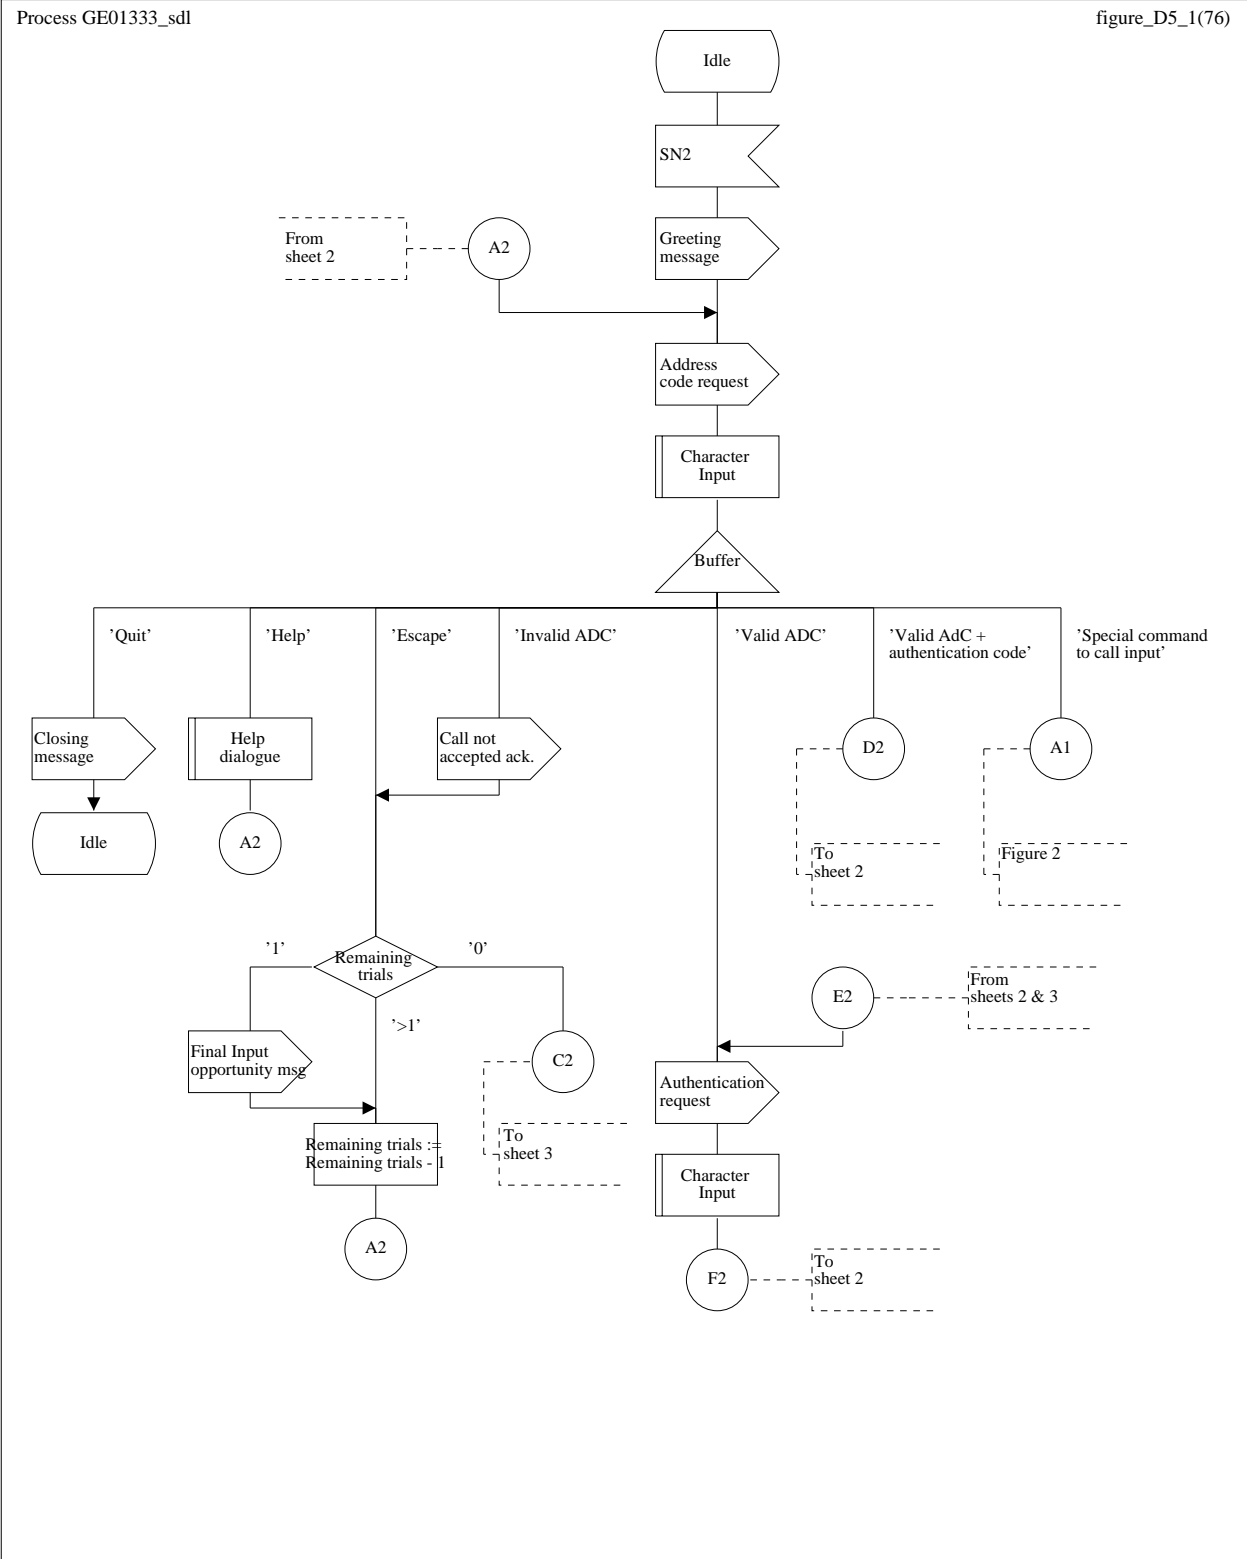 Process GE01333_sdl
figure_D5_1(76)
Idle
SN2
From
sheet 2
A2
Greeting
message
Address
code request
Character
Input
Buffer
'Quit'
'Help'
'Escape'
'Invalid ADC'
'Valid ADC'
'Valid AdC +
authentication code'
'Special command
to call input'
Closing
message
Help
dialogue
Call not
accepted ack.
D2
A1
Idle
A2
To
sheet 2
Figure 2
'1'
Remaining
trials
'0'
'>1'
E2
From
sheets 2 & 3
Final Input
opportunity msg
C2
Authentication
request
Remaining trials :=
Remaining trials - 1
To
sheet 3
Character
Input
A2
F2
To
sheet 2